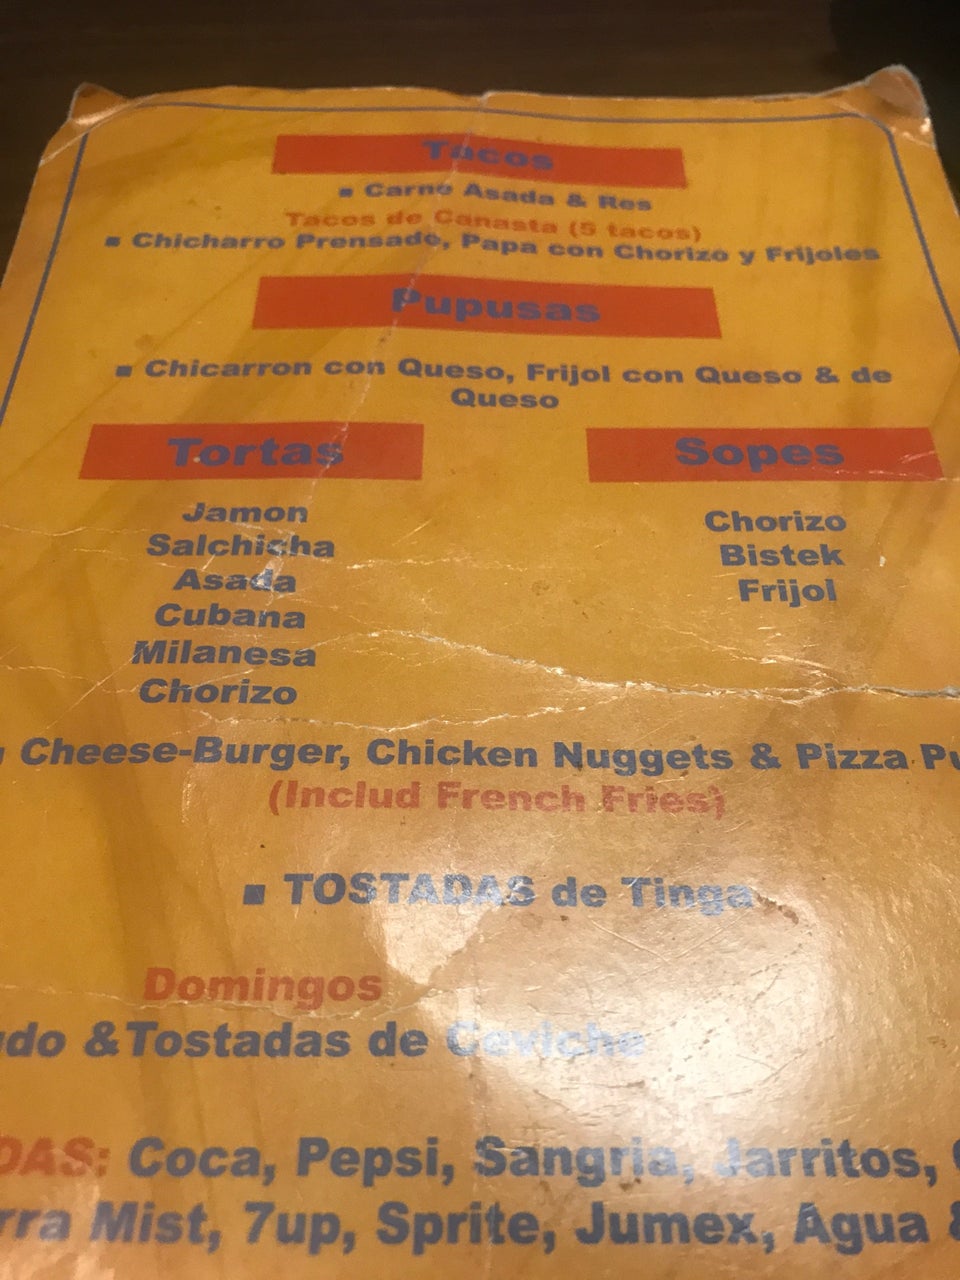 Tacos
▪ Carne Asada & Res
Tacos de Canasta (5 tacos)
▪ Chicharro Prensado, Papa con Chorizo y Frijoles
Pupusas
▪ Chicarron con Queso, Frijol con Queso & de
Queso
Tortas
Jamon
Salchicha
Asada
Cubana
Milanesa
Chorizo
Sopes
Chorizo
Bistek
Frijol
Cheese-Burger, Chicken Nuggets & Pizza
(Includ French Fries)
▪ TOSTADAS de Tinga
Domingos
&Tostadas de Ceviche
Coca, Pepsi, Sangria, Jarritos,
Mist, 7up, Sprite, Jumex, Agua